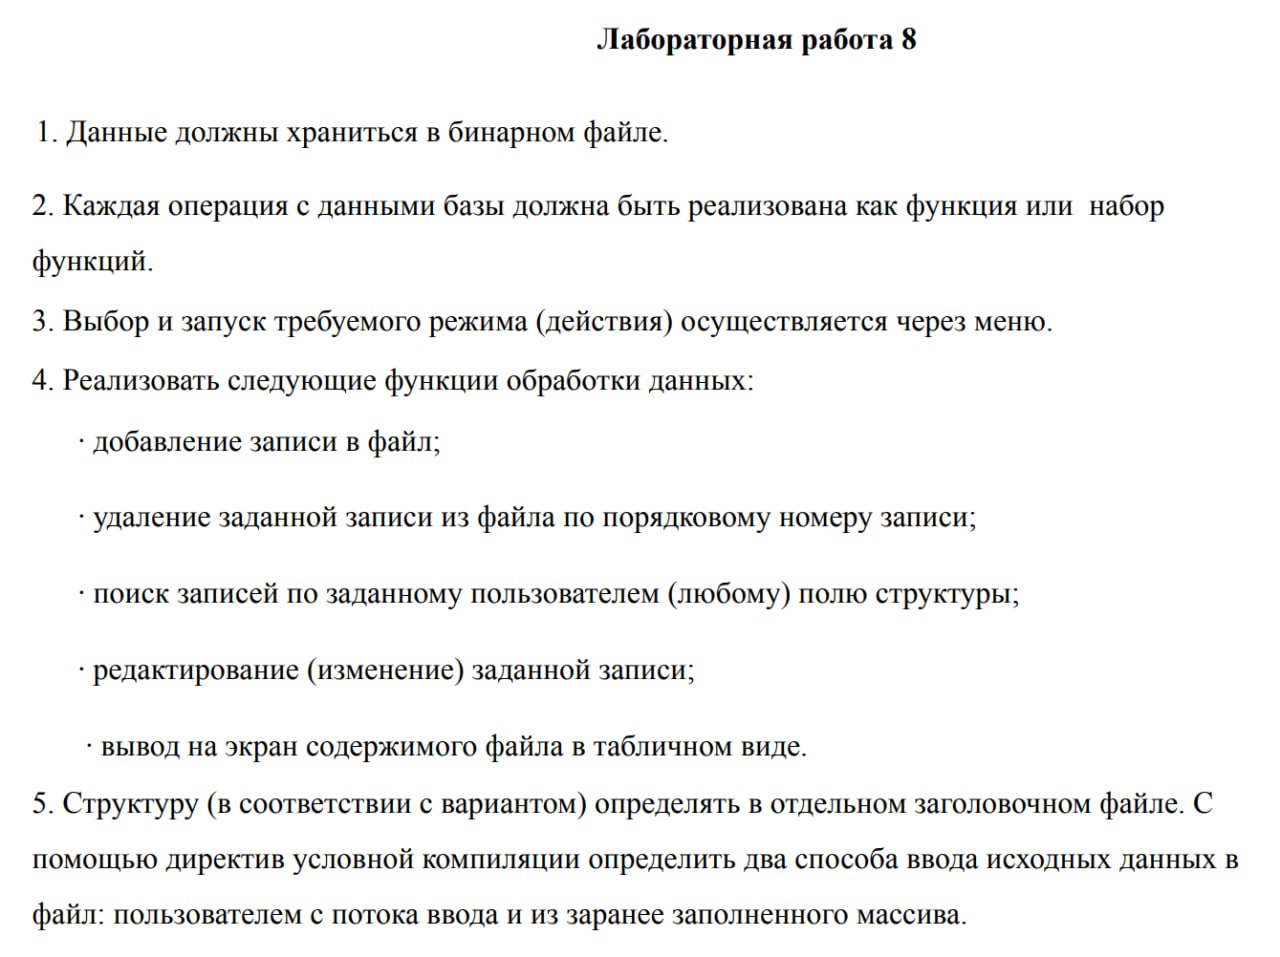 Лабораторная работа 8
1. Данные должны храниться в бинарном файле.
2. Каждая операция с данными базы должна быть реализована как функция или  набор
функций.
3. Выбор и запуск требуемого режима (действия) осуществляется через меню.
4. Реализовать следующие функции обработки данных:
· добавление записи в файл;
· удаление заданной записи из файла по порядковому номеру записи;
· поиск записей по заданному пользователем (любому) полю структуры;
· редактирование (изменение) заданной записи;
· вывод на экран содержимого файла в табличном виде.
5. Структуру (в соответствии с вариантом) определять в отдельном заголовочном файле. С
помощью директив условной компиляции определить два способа ввода исходных данных в
файл: пользователем с потока ввода и из заранее заполненного массива.